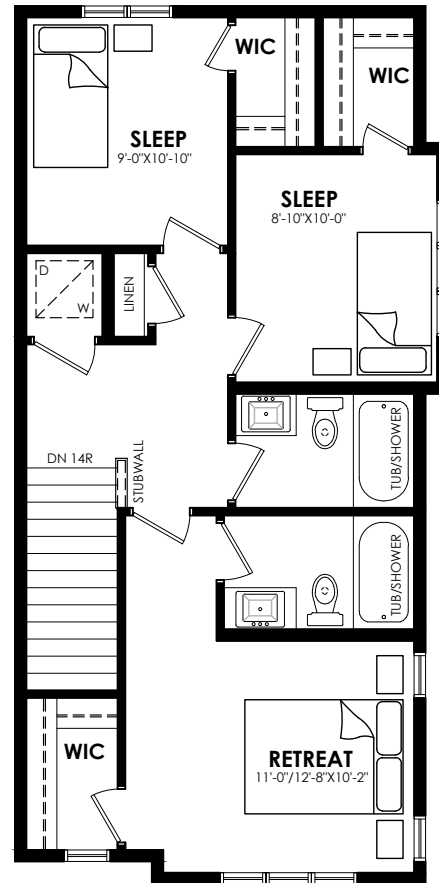 WIC
WIC
SLEEP
9'-0"X10'-10"
SLEEP
8'-10"X10'-0"
D
W
LINEN
TUB/SHOWER
DN 14R
STUBWALL
TUB/SHOWER
WIC
RETREAT
11'-0"/12'-8"X10'-2"